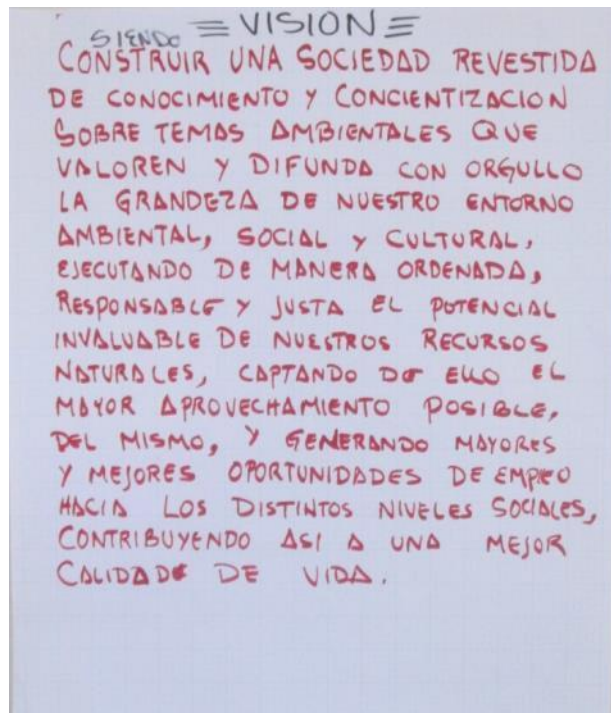 VISION
SIENDO
CONSTRUIR UNA SOCIEDAD REVESTIDA
DE CONOCIMIENTO Y CONCIENTIZACION
SOBRE TEMAS AMBIENTALES QUE
VALOREN Y DIFUNDA CON ORGULLO
LA GRANDEZA DE NUESTRO ENTORNO
AMBIENTAL, SOCIAL Y CULTURAL,
EJECUTANDO DE MANERA ORDENADA,
RESPONSABLE Y JUSTA EL POTENCIAL
INVALUABLE DE NUESTROS RECURSOS
NATURALES, CAPTANDO DE ELLO EL
MAYOR APROVECHAMIENTO POSIBLE,
DEL MISMO, Y GENERANDO MAYORES
Y MEJORES OPORTUNIDADES DE EMPLEO
HACIA LOS DISTINTOS NIVELES SOCIALES,
CONTRIBUYENDO ASI A UNA MEJOR
CALIDAD DE VIDA.